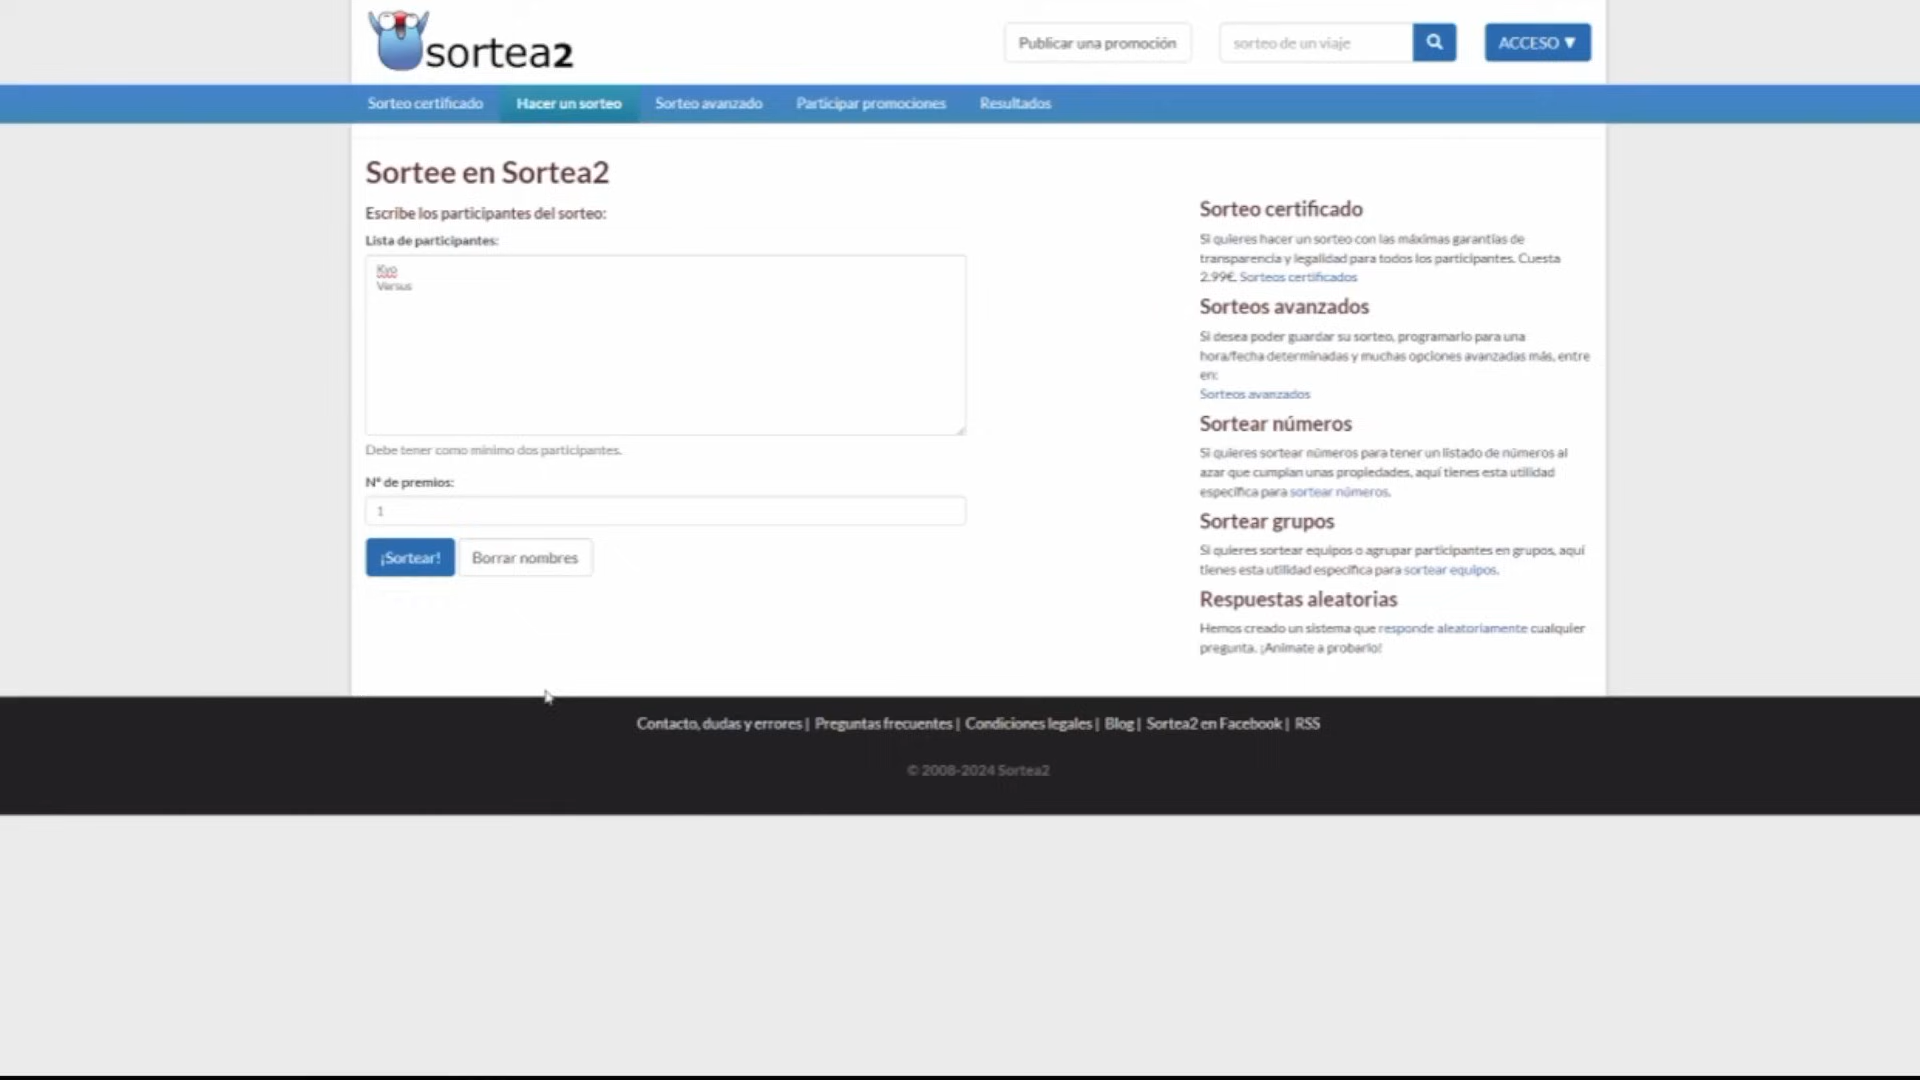 sortea2
Publicar una promoción
sorteo de un viaje
ACCESO ▼
Sorteo certificado
Hacer un sorteo
Sorteo avanzado
Participar promociones
Resultados
Sortee en Sortea2
Escribe los participantes del sorteo:
Lista de participantes:
Kyo
Versus
Debe tener como mínimo dos participantes.
Nº de premios:
1
¡Sortear!
Borrar nombres
Sorteo certificado
Si quieres hacer un sorteo con las máximas garantías de
transparencia y legalidad para todos los participantes. Cuesta
2.99€. Sorteos certificados
Sorteos avanzados
Si desea poder guardar su sorteo, programarlo para una
hora/fecha determinadas y muchas opciones avanzadas más, entre
en:
Sorteos avanzados
Sortear números
Si quieres sortear números para tener un listado de números al
azar que cumplan unas propiedades, aquí tienes esta utilidad
específica para sortear números.
Sortear grupos
Si quieres sortear equipos o agrupar participantes en grupos, aquí
tienes esta utilidad específica para sortear equipos.
Respuestas aleatorias
Hemos creado un sistema que responde aleatoriamente cualquier
pregunta. ¡Anímate a probarlo!
Contacto, dudas y errores | Preguntas frecuentes | Condiciones legales | Blog | Sortea2 en Facebook | RSS
© 2008-2024 Sortea2